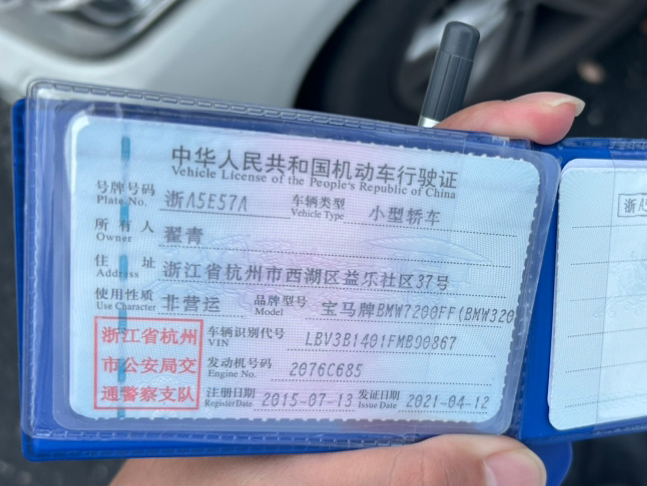 中华人民共和国机动车行驶证
Vehicle License of the People's Republic of China
号牌号码 浙A5E57A 车辆类型 小型轿车
Plate No. Vehicle Type
所有人 翟青
Owner
住址 浙江省杭州市西湖区益乐社区37号
Address
使用性质 非营运 品牌型号 宝马牌BMW7200FF(BMW320
Use Character Model
浙江省杭州
市公安局交
通警察支队
车辆识别代号 LBV3B1401FMB90867
VIN
发动机号码 2076C685
Engine No.
注册日期 2015-07-13 发证日期 2021-04-12
Register Date Issue Date
浙A5